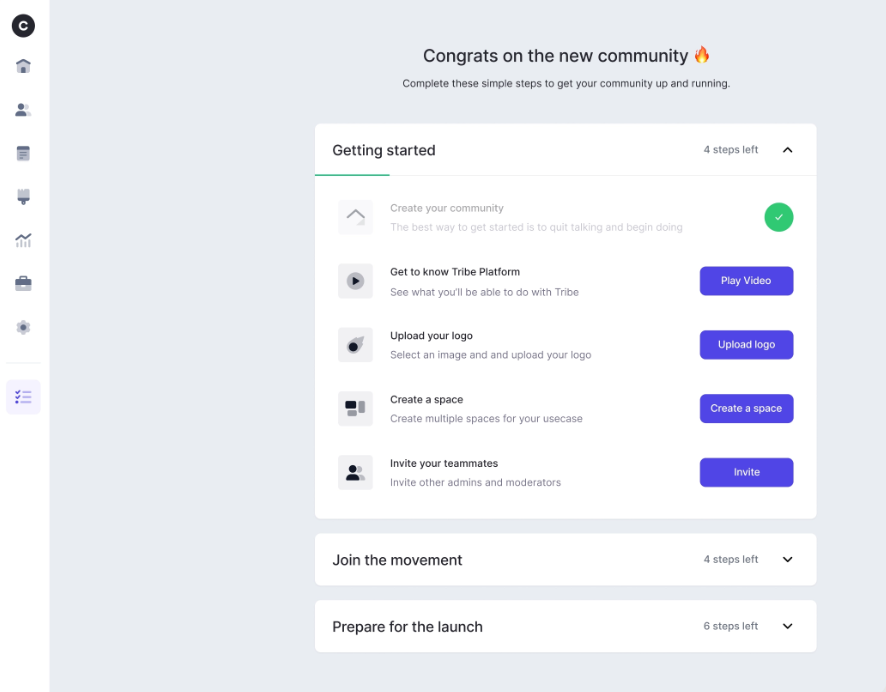 C
Congrats on the new community 🔥
Complete these simple steps to get your community up and running.
Getting started
4 steps left
Create your community
The best way to get started is to quit talking and begin doing
Get to know Tribe Platform
See what you'll be able to do with Tribe
Play Video
Upload your logo
Select an image and and upload your logo
Upload logo
Create a space
Create multiple spaces for your usecase
Create a space
Invite your teammates
Invite other admins and moderators
Invite
Join the movement
4 steps left
Prepare for the launch
6 steps left